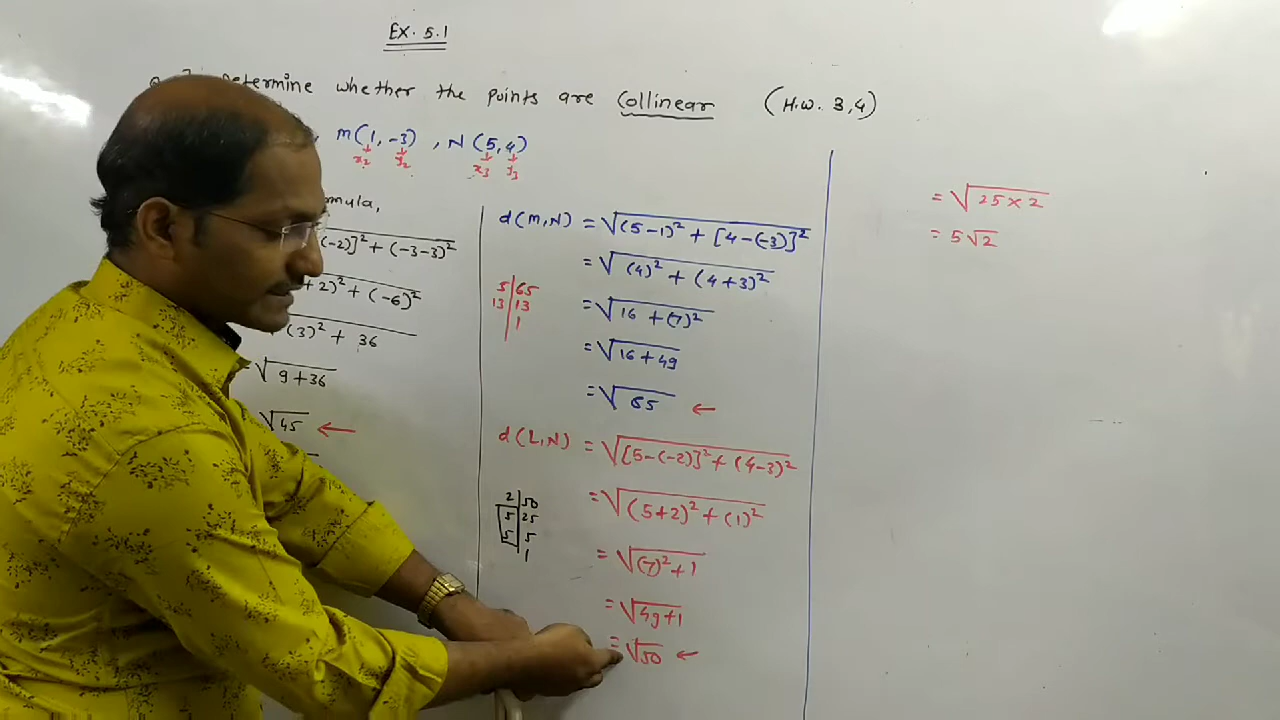 EX. 5.1
Determine whether the points are Collinear (H.W. 3,4)
M(1, -3) , N (5, 4)
x₂ y₂ x₃ y₃
(-2)]² + (-3-3)²
+2)² + (-6)²
(3)² + 36
√9+36
√45 ←
d(M,N) = √(5-1)² + [4-(-3)]²
= √(4)² + (4+3)²
= √16 + (7)²
= √16+49
= √65 ←
5 | 65
13 | 13
1
d(L,N) = √[5-(-2)]² + (4-3)²
= √(5+2)² + (1)²
= √(7)² + 1
= √49+1
= √50 ←
2 | 50
5 | 25
5 | 5
1
= √25 × 2
= 5√2